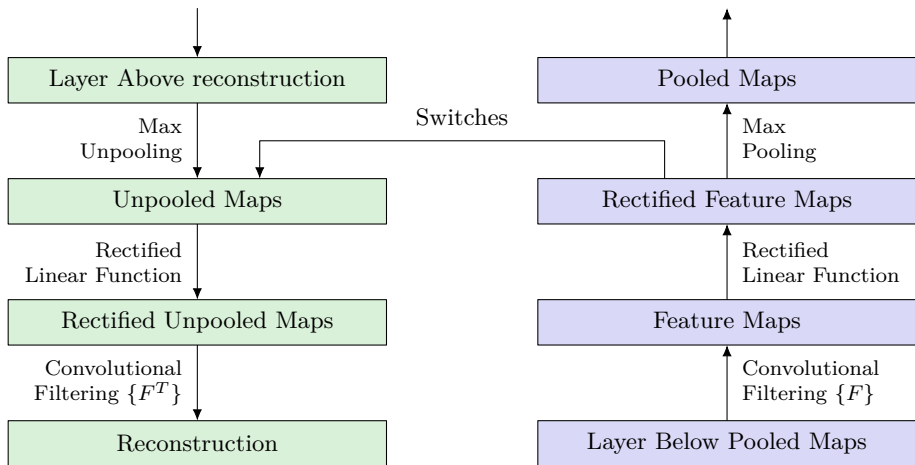 Layer Above reconstruction
Max
Unpooling
Unpooled Maps
Rectified
Linear Function
Rectified Unpooled Maps
Convolutional
Filtering {F^T}
Reconstruction
Switches
Pooled Maps
Max
Pooling
Rectified Feature Maps
Rectified
Linear Function
Feature Maps
Convolutional
Filtering {F}
Layer Below Pooled Maps